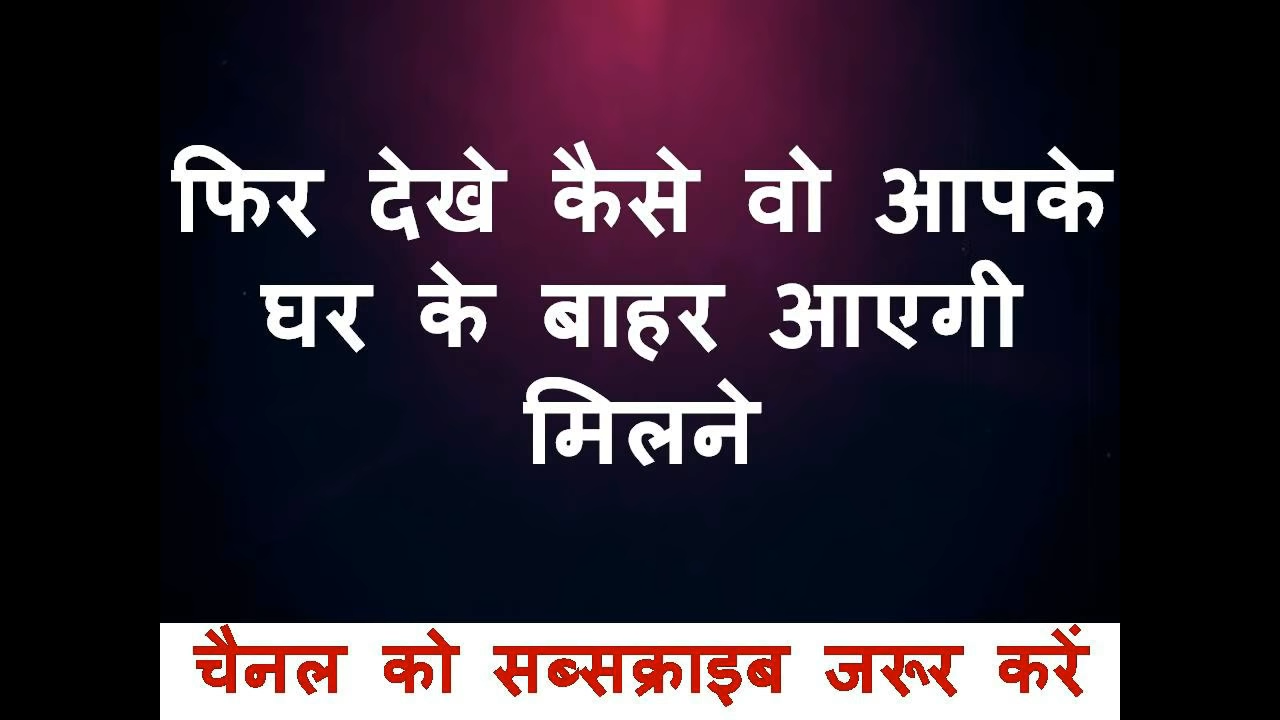 फिर देखे कैसे वो आपके
घर के बाहर आएगी
मिलने
चैनल को सब्सक्राइब जरूर करें